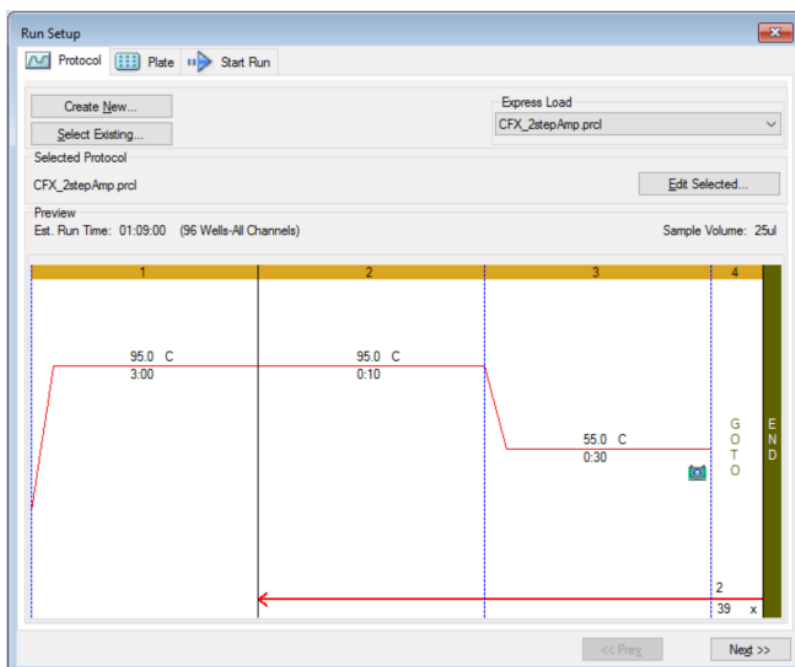 Run Setup
Protocol Plate Start Run
Create New...
Select Existing...
Express Load
CFX_2stepAmp.prcl
Selected Protocol
CFX_2stepAmp.prcl
Edit Selected...
Preview
Est. Run Time: 01:09:00 (96 Wells-All Channels) Sample Volume: 25ul
1 2 3 4
95.0 C 95.0 C
3:00 0:10
55.0 C
0:30
GOTO
END
2
39 x
<< Prev Next >>